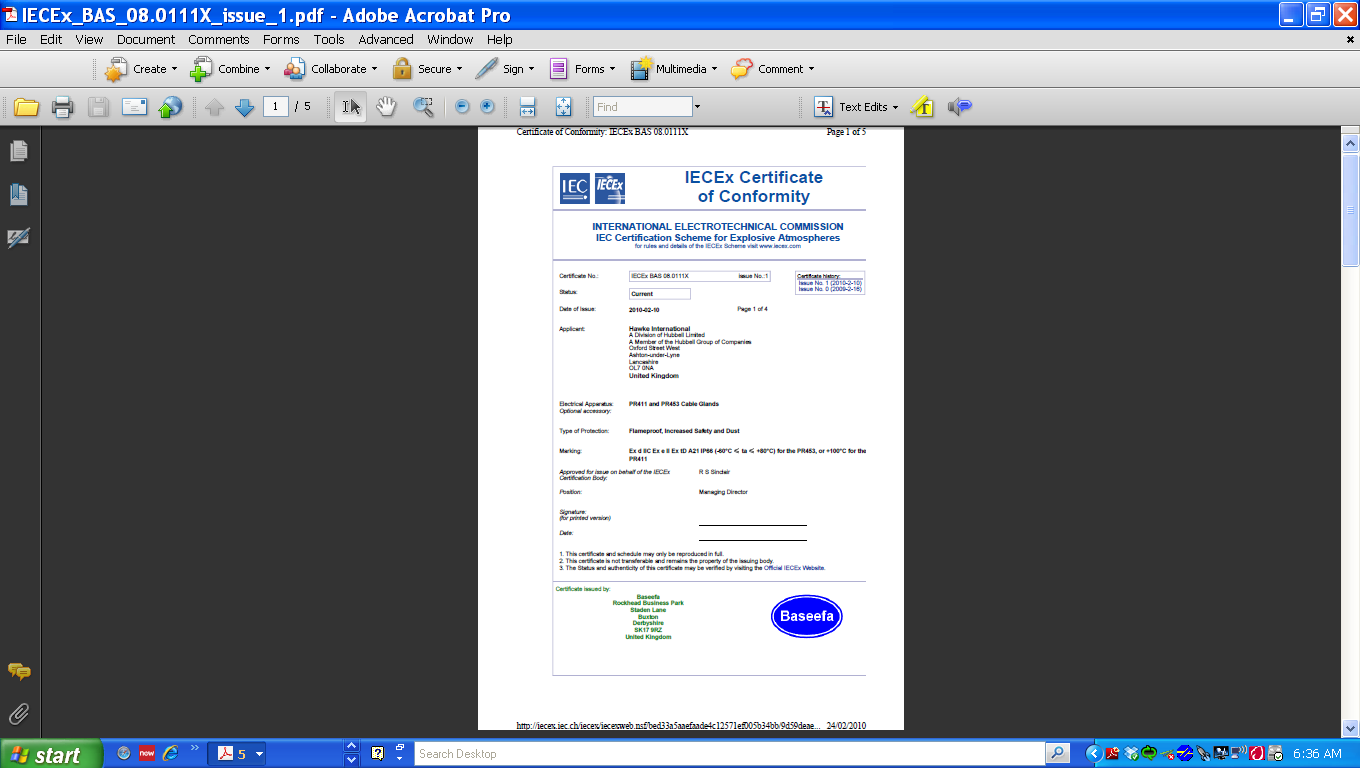 IECEx_BAS_08.0111X_issue_1.pdf - Adobe Acrobat Pro
File Edit View Document Comments Forms Tools Advanced Window Help
Create Combine Collaborate Secure Sign Forms Multimedia Comment
1 / 5 Find Text Edits
Certificate of Conformity: IECEx BAS 08.0111X Page 1 of 5
IEC IECEx
IECEx Certificate
of Conformity
INTERNATIONAL ELECTROTECHNICAL COMMISSION
IEC Certification Scheme for Explosive Atmospheres
for rules and details of the IECEx Scheme visit www.iecex.com
Certificate No.: IECEx BAS 08.0111X issue No.:1 Certificate history:
Issue No. 1 (2010-2-10)
Issue No. 0 (2009-2-16)
Status: Current
Date of Issue: 2010-02-10 Page 1 of 4
Applicant: Hawke International
A Division of Hubbell Limited
A Member of the Hubbell Group of Companies
Oxford Street West
Ashton-under-Lyne
Lancashire
OL7 0NA
United Kingdom
Electrical Apparatus: PR411 and PR453 Cable Glands
Optional accessory:
Type of Protection: Flameproof, Increased Safety and Dust
Marking: Ex d IIC Ex e II Ex tD A21 IP66 (-60°C ⩽ ta ⩽ +80°C) for the PR453, or +100°C for the
PR411
Approved for issue on behalf of the IECEx R S Sinclair
Certification Body:
Position: Managing Director
Signature:
(for printed version)
Date:
1. This certificate and schedule may only be reproduced in full.
2. This certificate is not transferable and remains the property of the issuing body.
3. The Status and authenticity of this certificate may be verified by visiting the Official IECEx Website.
Certificate issued by:
Baseefa
Rockhead Business Park
Staden Lane
Buxton
Derbyshire
SK17 9RZ
United Kingdom
Baseefa
http://iecex.iec.ch/iecex/iecexweb.nsf/bed33a5aaefaade4c12571ef005b34bb/9d59deae... 24/02/2010
start now 5 Search Desktop 6:36 AM